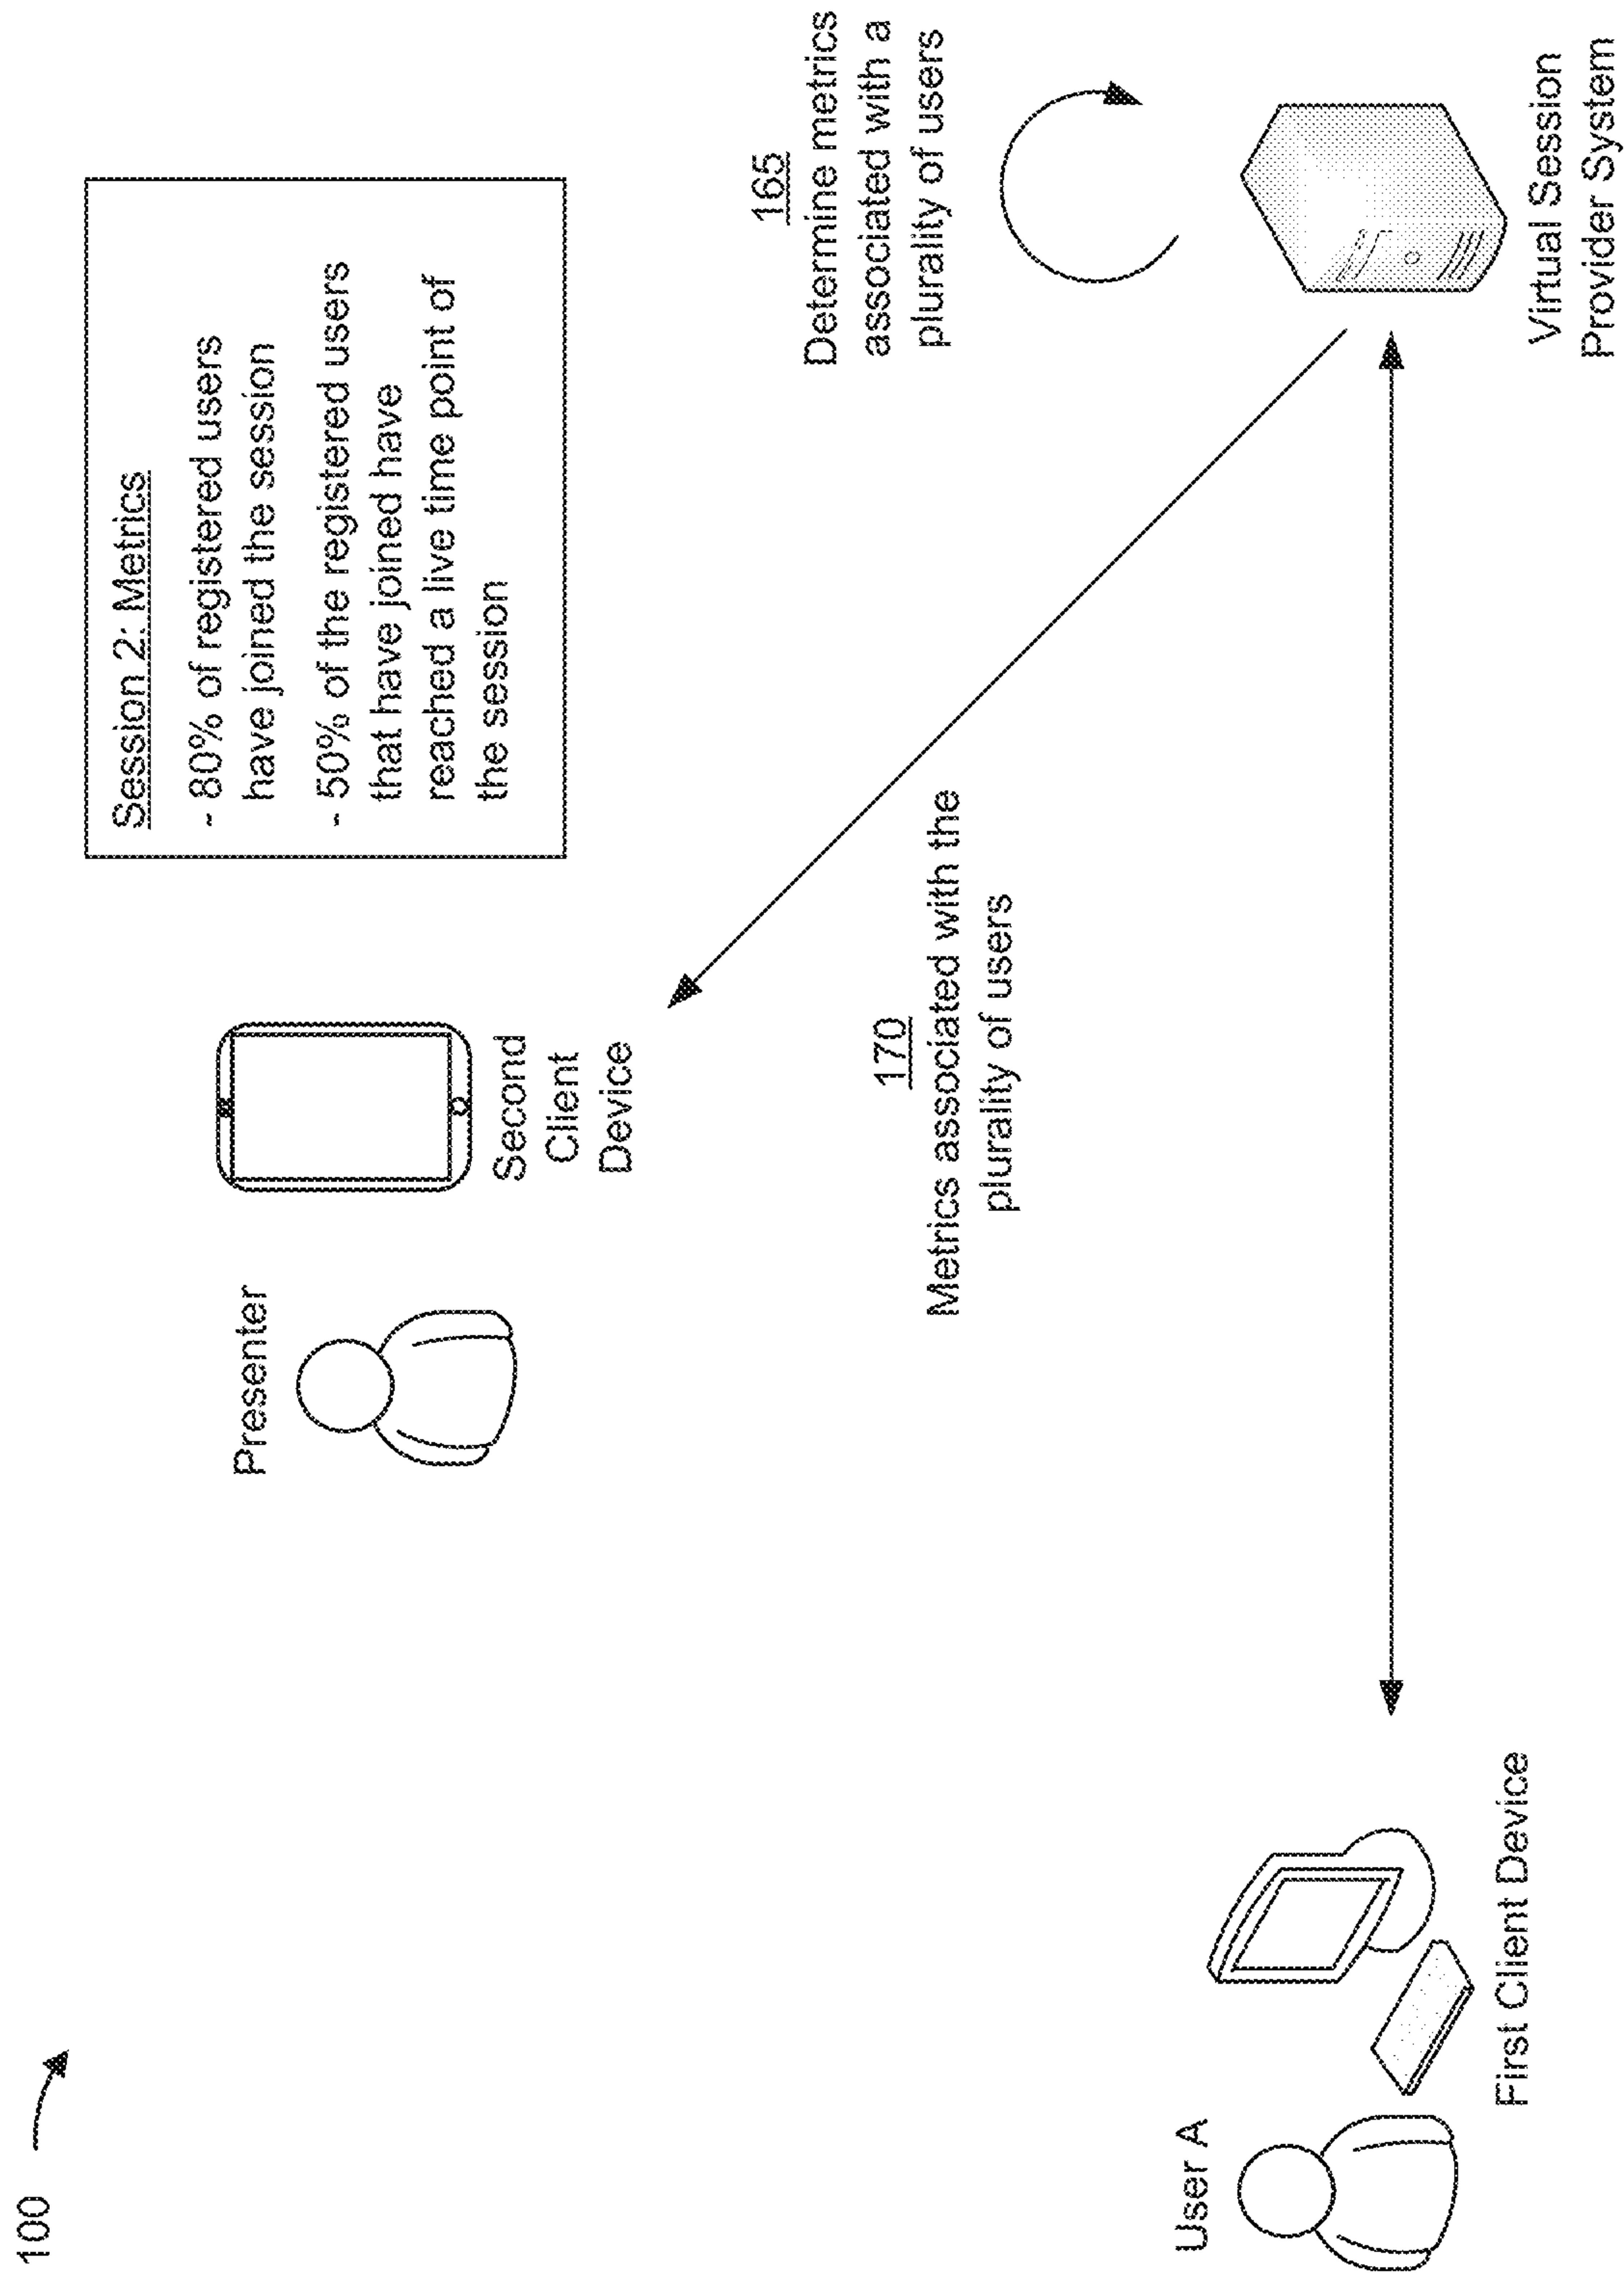 100
Presenter
Second
Client
Device
Session 2: Metrics
- 80% of registered users
have joined the session
- 50% of the registered users
that have joined have
reached a live time point of
the session
165
Determine metrics
associated with a
plurality of users
170
Metrics associated with the
plurality of users
User A
First Client Device
Virtual Session
Provider System